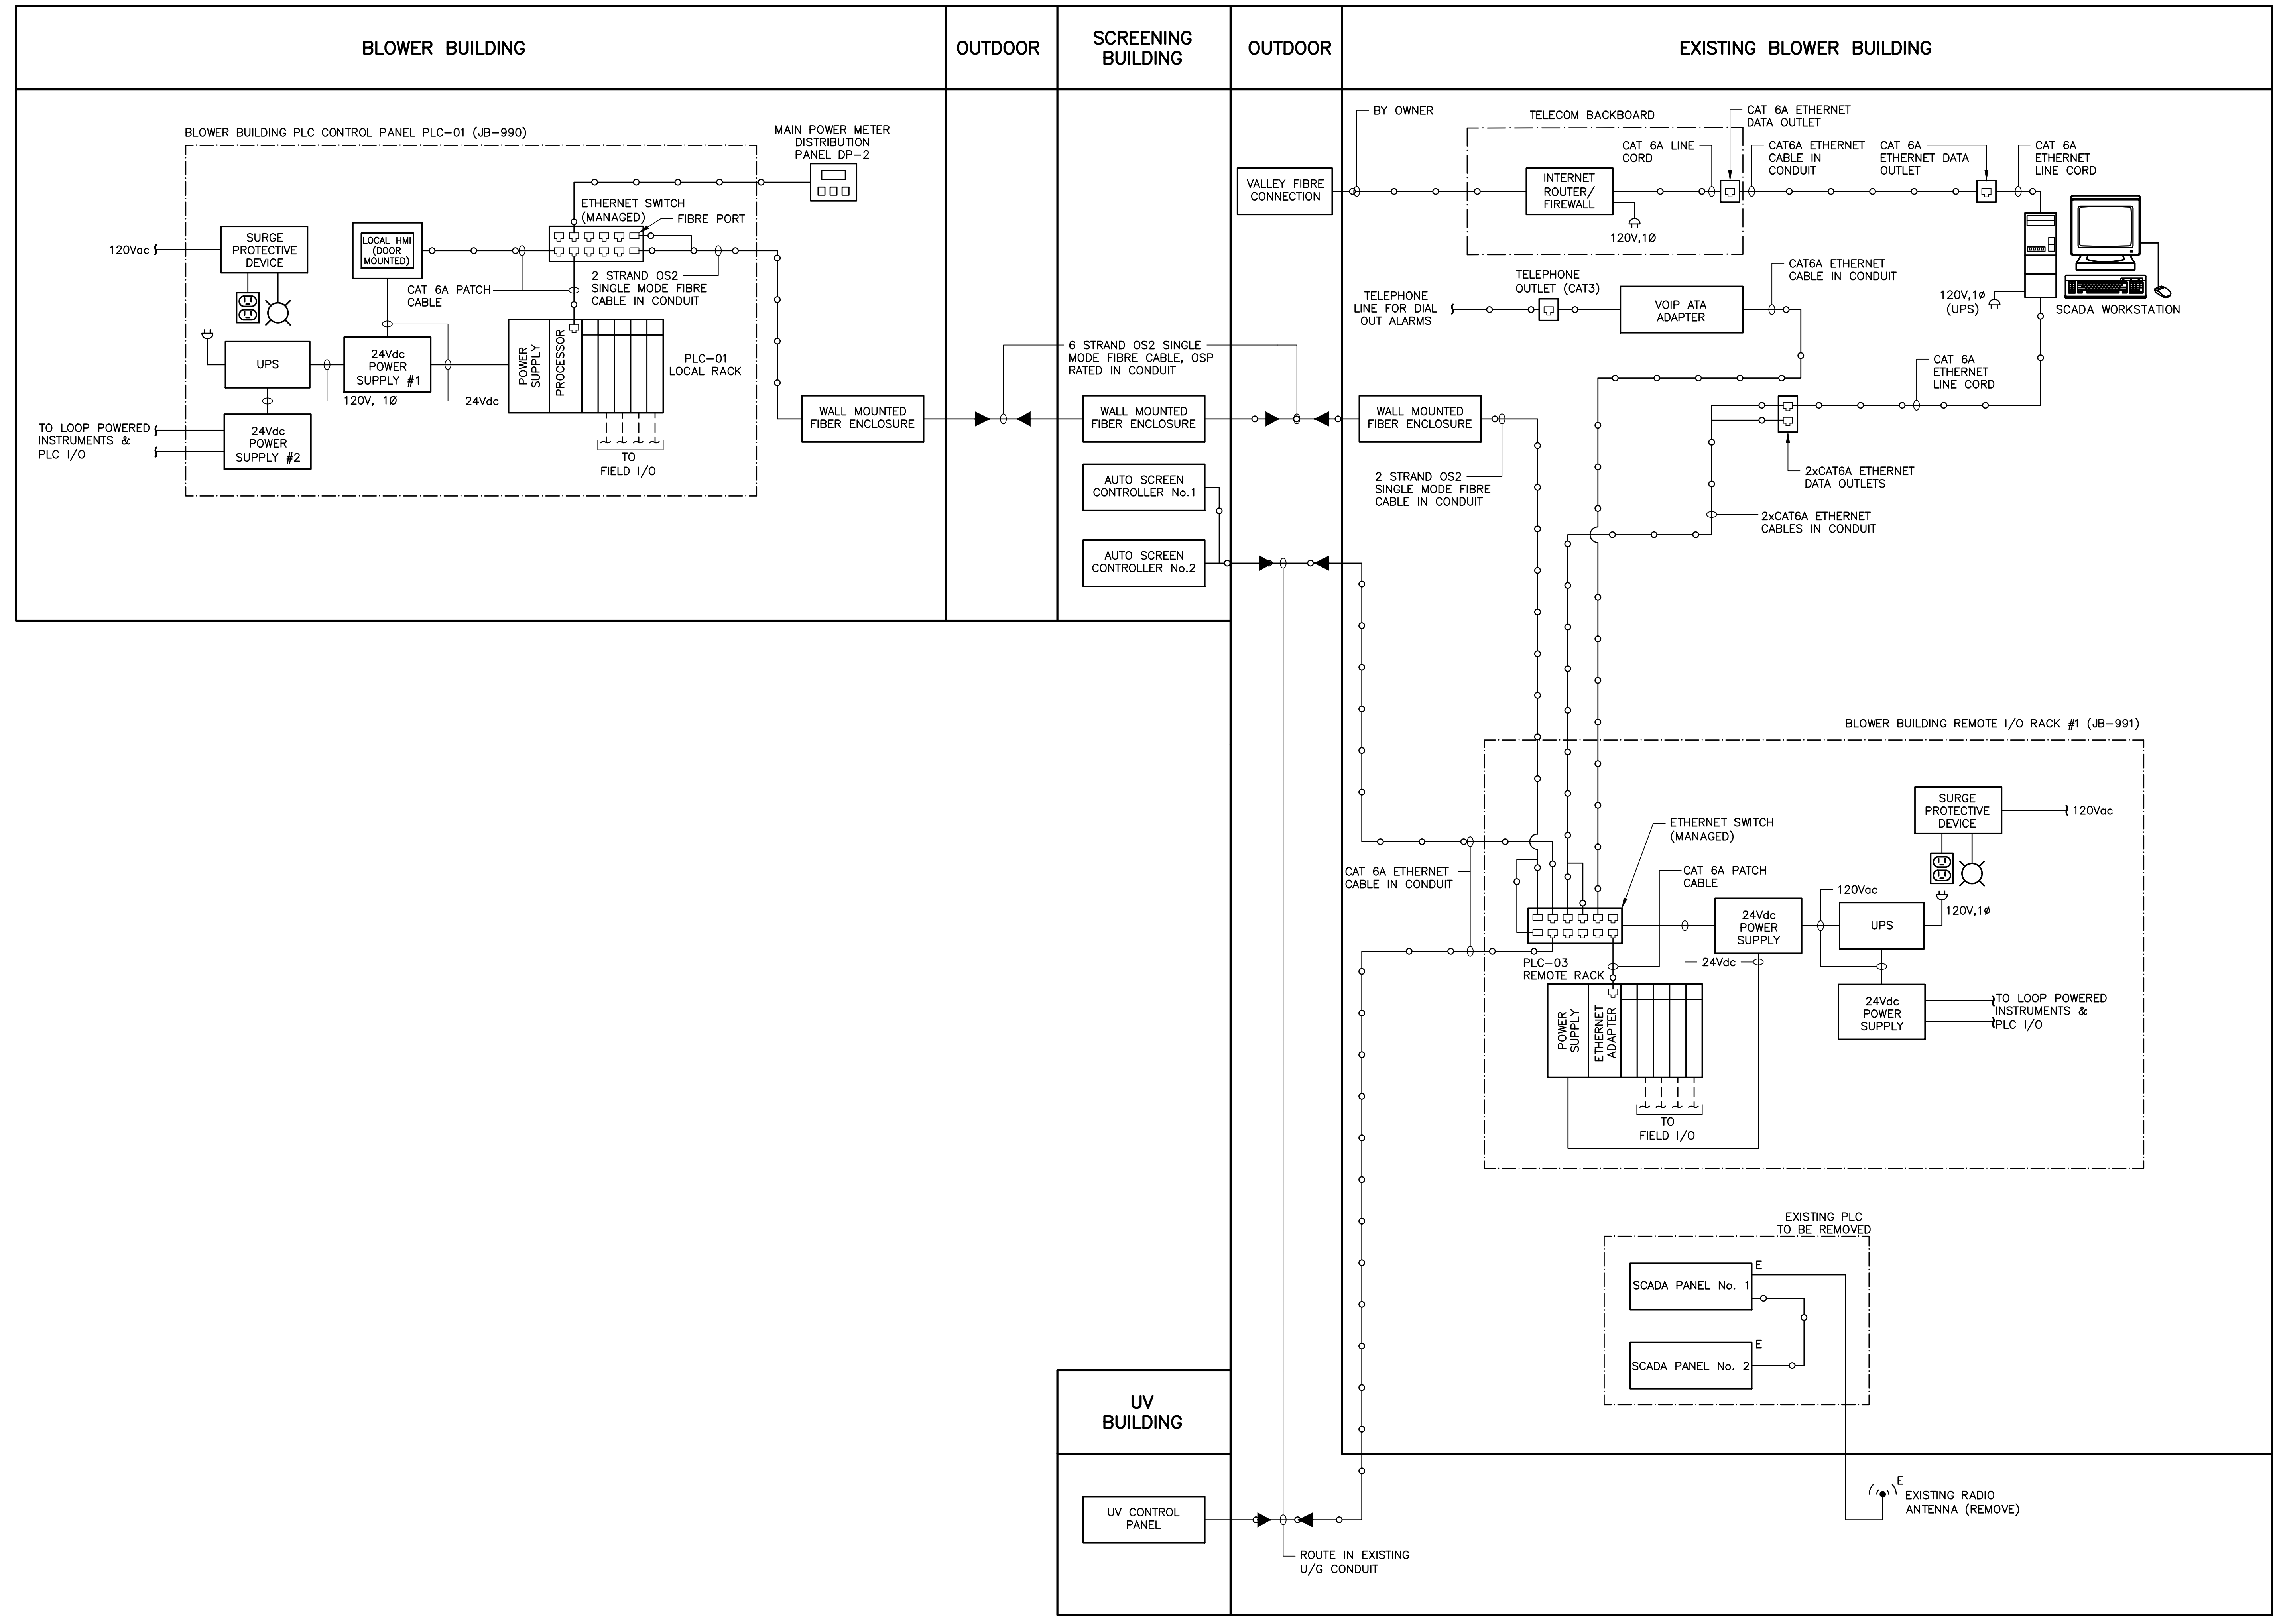 BLOWER BUILDING
OUTDOOR
SCREENING
BUILDING
OUTDOOR
EXISTING BLOWER BUILDING
BLOWER BUILDING PLC CONTROL PANEL PLC-01 (JB-990)
MAIN POWER METER
DISTRIBUTION
PANEL DP-2
ETHERNET SWITCH
(MANAGED)
FIBRE PORT
120Vac
SURGE
PROTECTIVE
DEVICE
LOCAL HMI
(DOOR
MOUNTED)
CAT 6A PATCH
CABLE
2 STRAND OS2
SINGLE MODE FIBRE
CABLE IN CONDUIT
UPS
24Vdc
POWER
SUPPLY #1
POWER
SUPPLY
PROCESSOR
PLC-01
LOCAL RACK
120V, 1Ø
24Vdc
TO LOOP POWERED
INSTRUMENTS &
PLC I/O
24Vdc
POWER
SUPPLY #2
TO
FIELD I/O
WALL MOUNTED
FIBER ENCLOSURE
6 STRAND OS2 SINGLE
MODE FIBRE CABLE, OSP
RATED IN CONDUIT
WALL MOUNTED
FIBER ENCLOSURE
AUTO SCREEN
CONTROLLER No.1
AUTO SCREEN
CONTROLLER No.2
BY OWNER
VALLEY FIBRE
CONNECTION
TELECOM BACKBOARD
CAT 6A LINE
CORD
INTERNET
ROUTER/
FIREWALL
120V,1Ø
CAT 6A ETHERNET
DATA OUTLET
CAT6A ETHERNET
CABLE IN
CONDUIT
CAT 6A
ETHERNET DATA
OUTLET
CAT 6A
ETHERNET
LINE CORD
120V,1ø
(UPS)
SCADA WORKSTATION
TELEPHONE
OUTLET (CAT3)
TELEPHONE
LINE FOR DIAL
OUT ALARMS
VOIP ATA
ADAPTER
CAT6A ETHERNET
CABLE IN CONDUIT
CAT 6A
ETHERNET
LINE CORD
WALL MOUNTED
FIBER ENCLOSURE
2 STRAND OS2
SINGLE MODE FIBRE
CABLE IN CONDUIT
2xCAT6A ETHERNET
DATA OUTLETS
2xCAT6A ETHERNET
CABLES IN CONDUIT
BLOWER BUILDING REMOTE I/O RACK #1 (JB-991)
ETHERNET SWITCH
(MANAGED)
SURGE
PROTECTIVE
DEVICE
120Vac
CAT 6A ETHERNET
CABLE IN CONDUIT
CAT 6A PATCH
CABLE
120Vac
24Vdc
POWER
SUPPLY
UPS
120V,1ø
PLC-03
REMOTE RACK
24Vdc
POWER
SUPPLY
ETHERNET
ADAPTER
24Vdc
POWER
SUPPLY
TO LOOP POWERED
INSTRUMENTS &
PLC I/O
TO
FIELD I/O
EXISTING PLC
TO BE REMOVED
SCADA PANEL No. 1
E
SCADA PANEL No. 2
E
UV
BUILDING
UV CONTROL
PANEL
ROUTE IN EXISTING
U/G CONDUIT
E
EXISTING RADIO
ANTENNA (REMOVE)